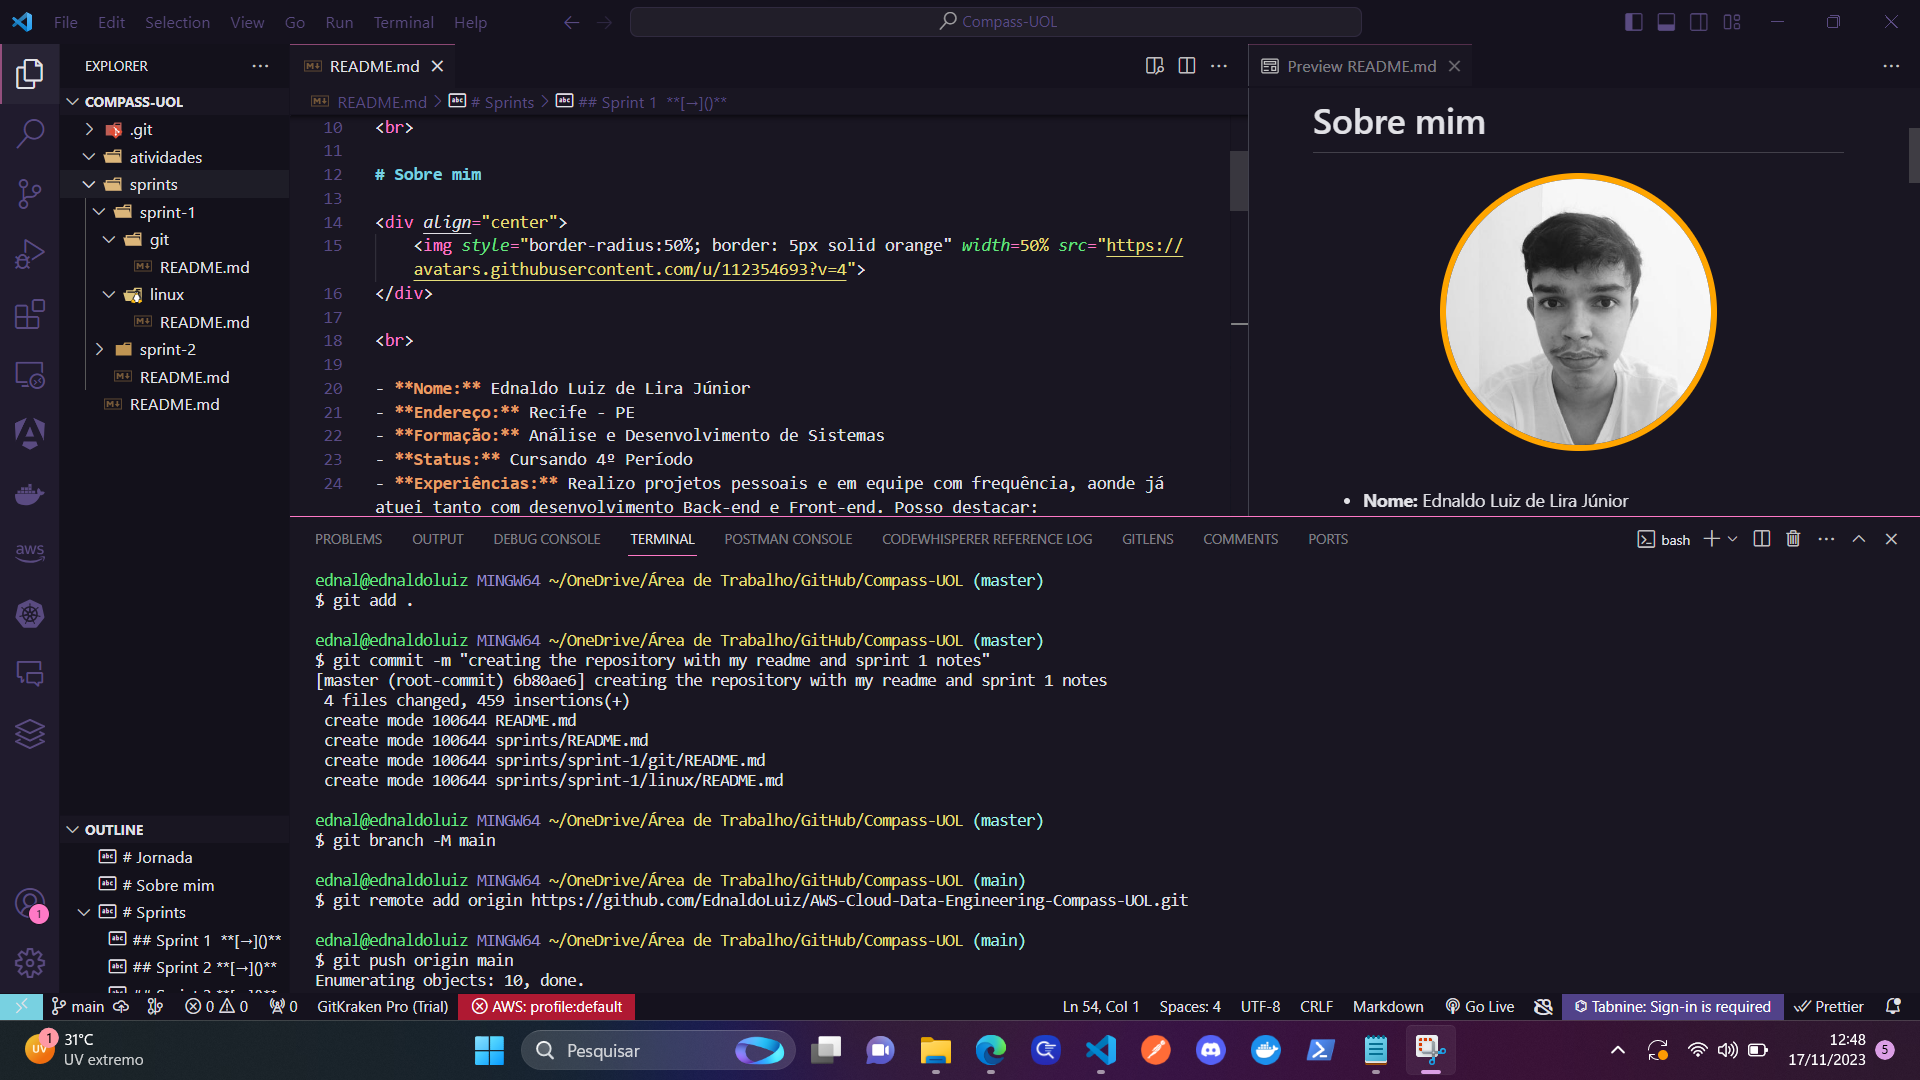 File Edit Selection View Go Run Terminal Help
Compass-UOL
EXPLORER
COMPASS-UOL
.git
atividades
sprints
sprint-1
git
README.md
linux
README.md
sprint-2
README.md
README.md
OUTLINE
# Jornada
# Sobre mim
# Sprints
## Sprint 1 **[→]()**
## Sprint 2 **[→]()**
README.md
README.md > # Sprints > ## Sprint 1 **[→]()**
10 <br>
11
12 # Sobre mim
13
14 <div align="center">
15 <img style="border-radius:50%; border: 5px solid orange" width=50% src="https://
avatars.githubusercontent.com/u/112354693?v=4">
16 </div>
17
18 <br>
19
20 - **Nome:** Ednaldo Luiz de Lira Júnior
21 - **Endereço:** Recife - PE
22 - **Formação:** Análise e Desenvolvimento de Sistemas
23 - **Status:** Cursando 4º Período
24 - **Experiências:** Realizo projetos pessoais e em equipe com frequência, aonde já
atuei tanto com desenvolvimento Back-end e Front-end. Posso destacar:
Preview README.md
Sobre mim
• Nome: Ednaldo Luiz de Lira Júnior
PROBLEMS OUTPUT DEBUG CONSOLE TERMINAL POSTMAN CONSOLE CODEWHISPERER REFERENCE LOG GITLENS COMMENTS PORTS
bash
ednal@ednaldoluiz MINGW64 ~/OneDrive/Área de Trabalho/GitHub/Compass-UOL (master)
$ git add .
ednal@ednaldoluiz MINGW64 ~/OneDrive/Área de Trabalho/GitHub/Compass-UOL (master)
$ git commit -m "creating the repository with my readme and sprint 1 notes"
[master (root-commit) 6b80ae6] creating the repository with my readme and sprint 1 notes
4 files changed, 459 insertions(+)
create mode 100644 README.md
create mode 100644 sprints/README.md
create mode 100644 sprints/sprint-1/git/README.md
create mode 100644 sprints/sprint-1/linux/README.md
ednal@ednaldoluiz MINGW64 ~/OneDrive/Área de Trabalho/GitHub/Compass-UOL (master)
$ git branch -M main
ednal@ednaldoluiz MINGW64 ~/OneDrive/Área de Trabalho/GitHub/Compass-UOL (main)
$ git remote add origin https://github.com/EdnaldoLuiz/AWS-Cloud-Data-Engineering-Compass-UOL.git
ednal@ednaldoluiz MINGW64 ~/OneDrive/Área de Trabalho/GitHub/Compass-UOL (main)
$ git push origin main
Enumerating objects: 10, done.
aws
1
main 0 0 0 GitKraken Pro (Trial) AWS: profile:default
Ln 54, Col 1 Spaces: 4 UTF-8 CRLF Markdown Go Live Tabnine: Sign-in is required Prettier
UV 1
31°C
UV extremo
Pesquisar
12:48
17/11/2023
5